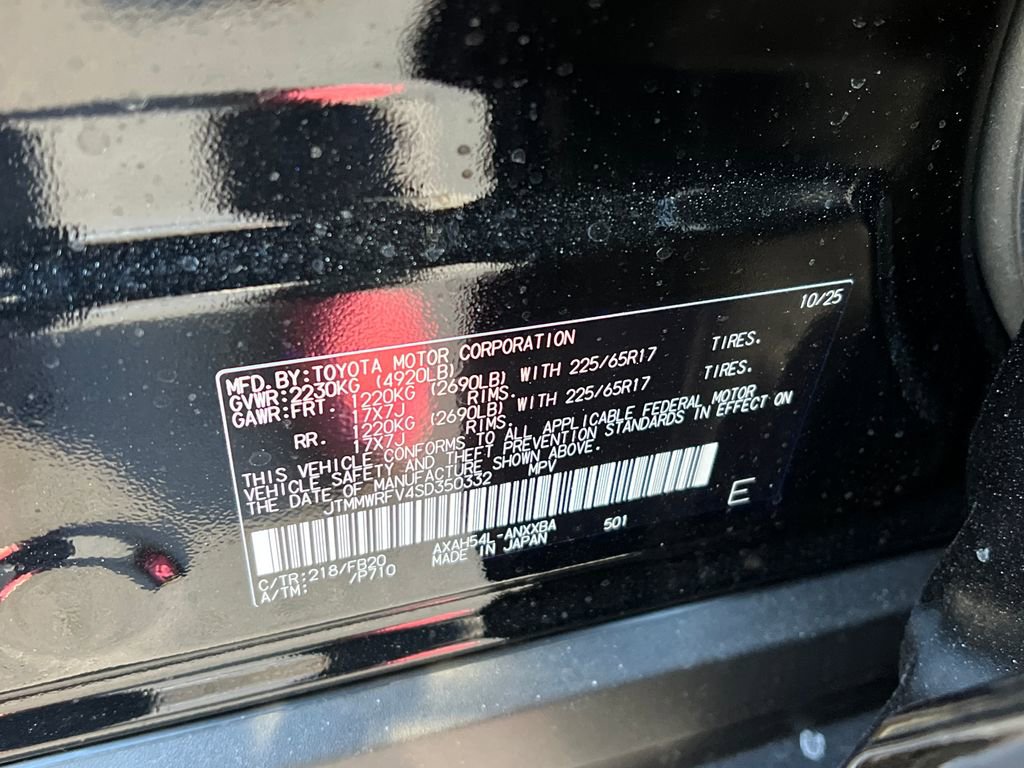 10/25
MFD.BY:TOYOTA MOTOR CORPORATION
GVWR:2230KG (4920LB)
GAWR:FRT. 1220KG (2690LB) WITH 225/65R17 TIRES.
17X7J RIMS.
RR. 1220KG (2690LB) WITH 225/65R17 TIRES.
17X7J RIMS.
THIS VEHICLE CONFORMS TO ALL APPLICABLE FEDERAL MOTOR
VEHICLE SAFETY AND THEFT PREVENTION STANDARDS IN EFFECT ON
THE DATE OF MANUFACTURE SHOWN ABOVE.
JTMMWRFV4SD350332 MPV
E
C/TR:218/FB20 AXAH54L-ANXXBA 501
A/TM: /P710 MADE IN JAPAN